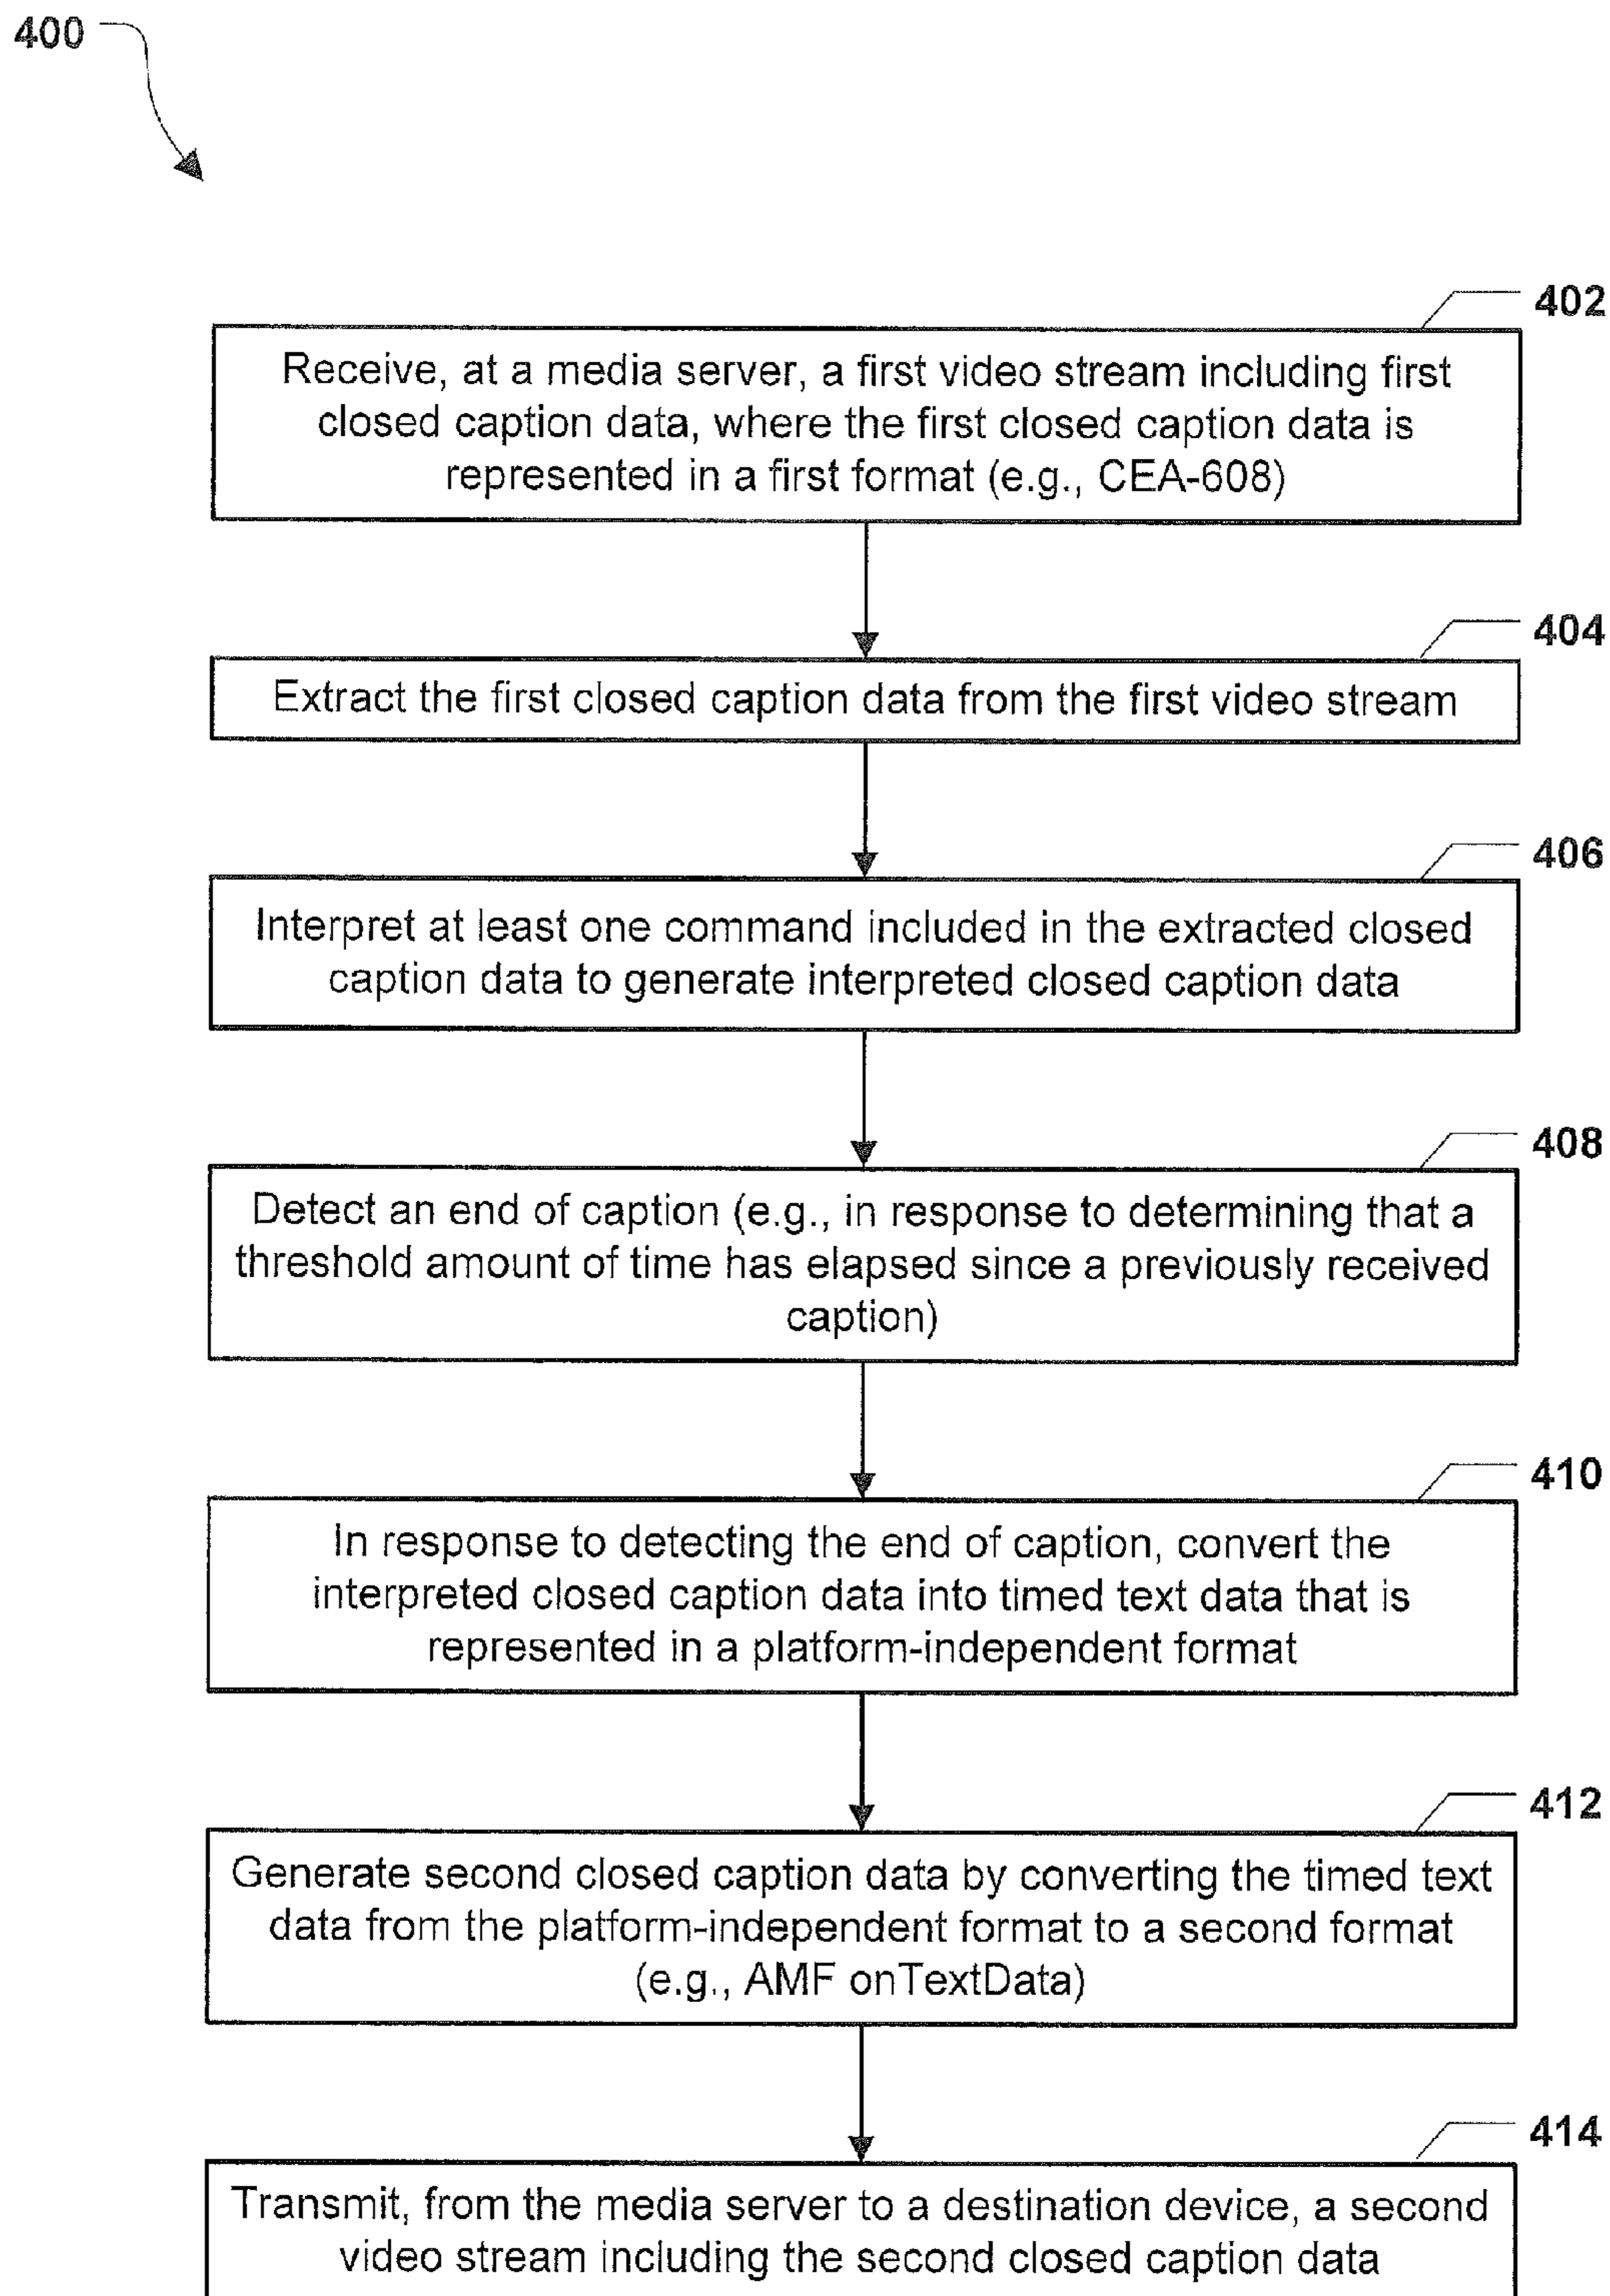 400
402
Receive, at a media server, a first video stream including first
closed caption data, where the first closed caption data is
represented in a first format (e.g., CEA-608)
404
Extract the first closed caption data from the first video stream
406
Interpret at least one command included in the extracted closed
caption data to generate interpreted closed caption data
408
Detect an end of caption (e.g., in response to determining that a
threshold amount of time has elapsed since a previously received
caption)
410
In response to detecting the end of caption, convert the
interpreted closed caption data into timed text data that is
represented in a platform-independent format
412
Generate second closed caption data by converting the timed text
data from the platform-independent format to a second format
(e.g., AMF onTextData)
414
Transmit, from the media server to a destination device, a second
video stream including the second closed caption data